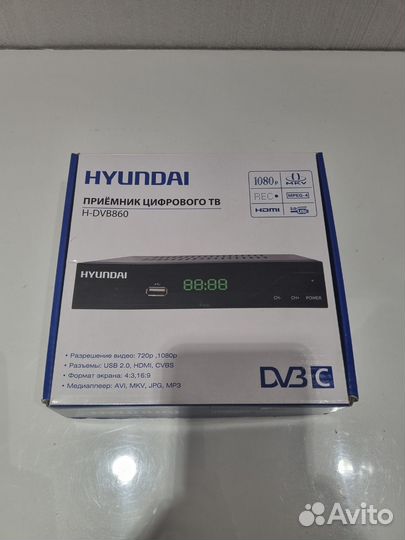 HYUNDAI
ПРИЁМНИК ЦИФРОВОГО ТВ
H-DVB860
1080p
MKV
REC
MPEG-4
HDMI
HYUNDAI
88:88
CH-
CH+
POWER
• Разрешение видео: 720p ,1080p
• Разъемы: USB 2.0, HDMI, CVBS
• Формат экрана: 4:3,16:9
• Медиаплеер: AVI, MKV, JPG, MP3
DVB C
Avito